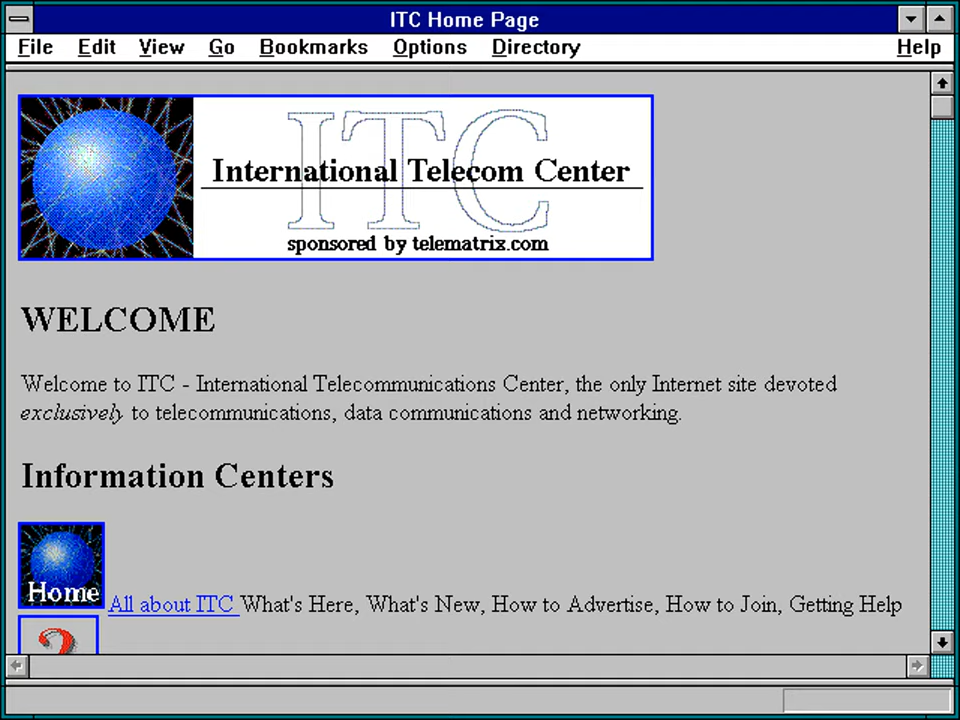 ITC Home Page
File Edit View Go Bookmarks Options Directory Help
ITC
International Telecom Center
sponsored by telematrix.com
WELCOME
Welcome to ITC - International Telecommunications Center, the only Internet site devoted
exclusively to telecommunications, data communications and networking.
Information Centers
Home
All about ITC What's Here, What's New, How to Advertise, How to Join, Getting Help
?